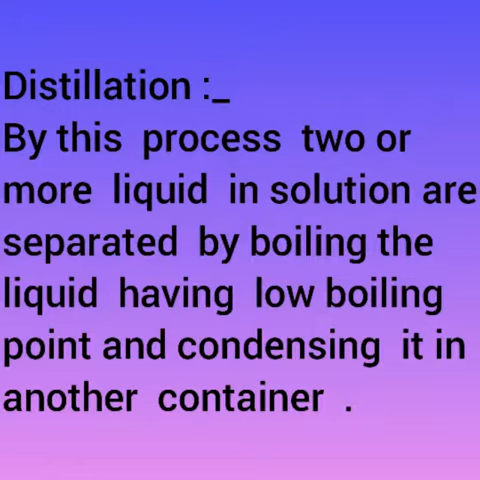 Distillation :_
By this process two or
more liquid in solution are
separated by boiling the
liquid having low boiling
point and condensing it in
another container .